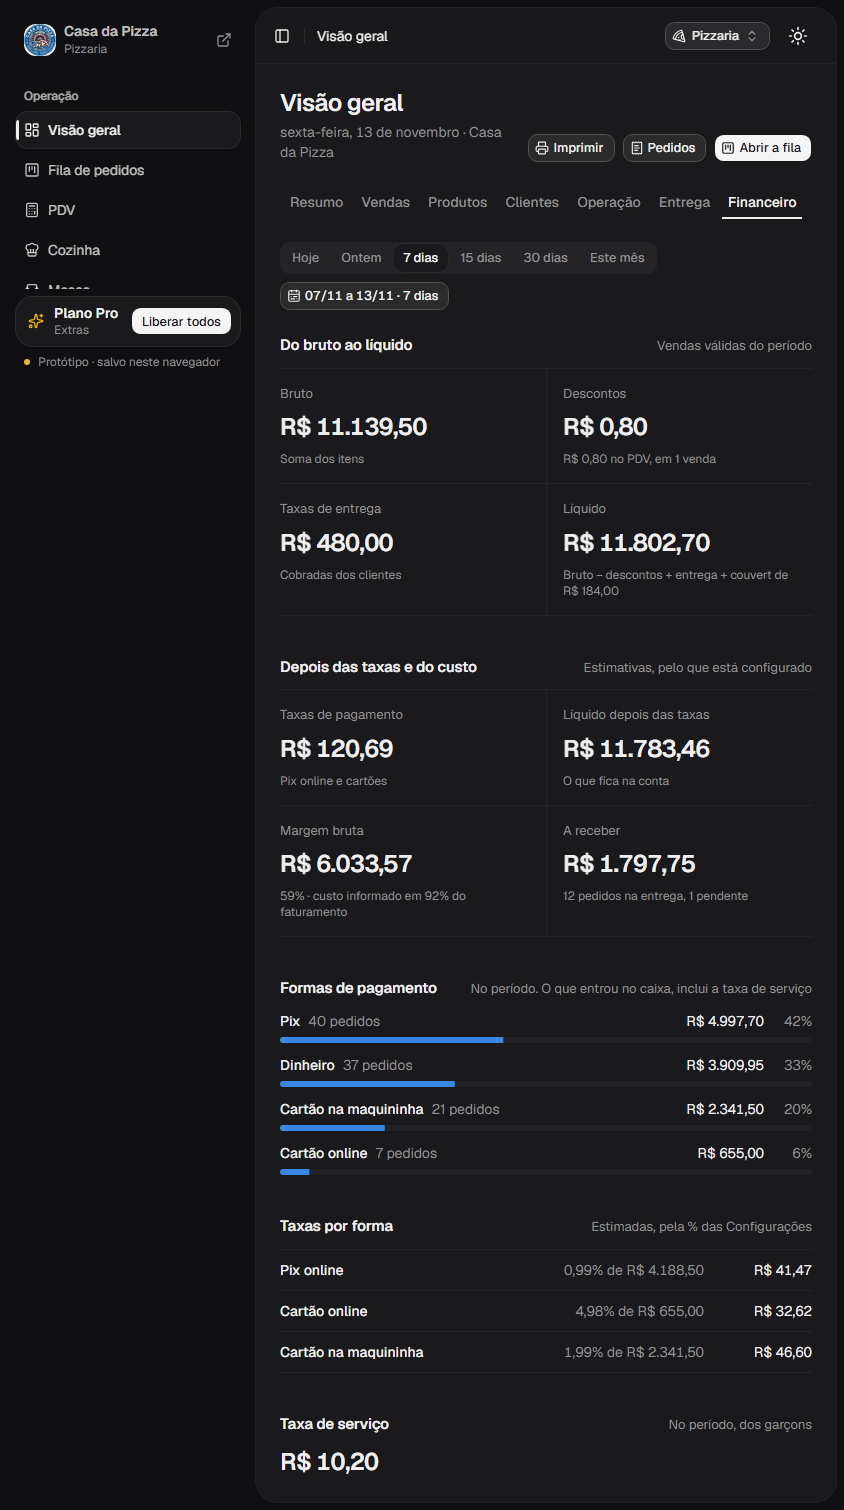 Casa da Pizza
Pizzaria
Operação
Visão geral
Fila de pedidos
PDV
Cozinha
Plano Pro
Extras
Liberar todos
Protótipo · salvo neste navegador
Visão geral
Pizzaria
Visão geral
sexta-feira, 13 de novembro · Casa
da Pizza
Imprimir
Pedidos
Abrir a fila
Resumo Vendas Produtos Clientes Operação Entrega Financeiro
Hoje Ontem 7 dias 15 dias 30 dias Este mês
07/11 a 13/11 · 7 dias
Do bruto ao líquido
Vendas válidas do período
Bruto
R$ 11.139,50
Soma dos itens
Descontos
R$ 0,80
R$ 0,80 no PDV, em 1 venda
Taxas de entrega
R$ 480,00
Cobradas dos clientes
Líquido
R$ 11.802,70
Bruto − descontos + entrega + couvert de
R$ 184,00
Depois das taxas e do custo
Estimativas, pelo que está configurado
Taxas de pagamento
R$ 120,69
Pix online e cartões
Líquido depois das taxas
R$ 11.783,46
O que fica na conta
Margem bruta
R$ 6.033,57
59% · custo informado em 92% do
faturamento
A receber
R$ 1.797,75
12 pedidos na entrega, 1 pendente
Formas de pagamento
No período. O que entrou no caixa, inclui a taxa de serviço
Pix 40 pedidos R$ 4.997,70 42%
Dinheiro 37 pedidos R$ 3.909,95 33%
Cartão na maquininha 21 pedidos R$ 2.341,50 20%
Cartão online 7 pedidos R$ 655,00 6%
Taxas por forma
Estimadas, pela % das Configurações
Pix online 0,99% de R$ 4.188,50 R$ 41,47
Cartão online 4,98% de R$ 655,00 R$ 32,62
Cartão na maquininha 1,99% de R$ 2.341,50 R$ 46,60
Taxa de serviço
No período, dos garçons
R$ 10,20